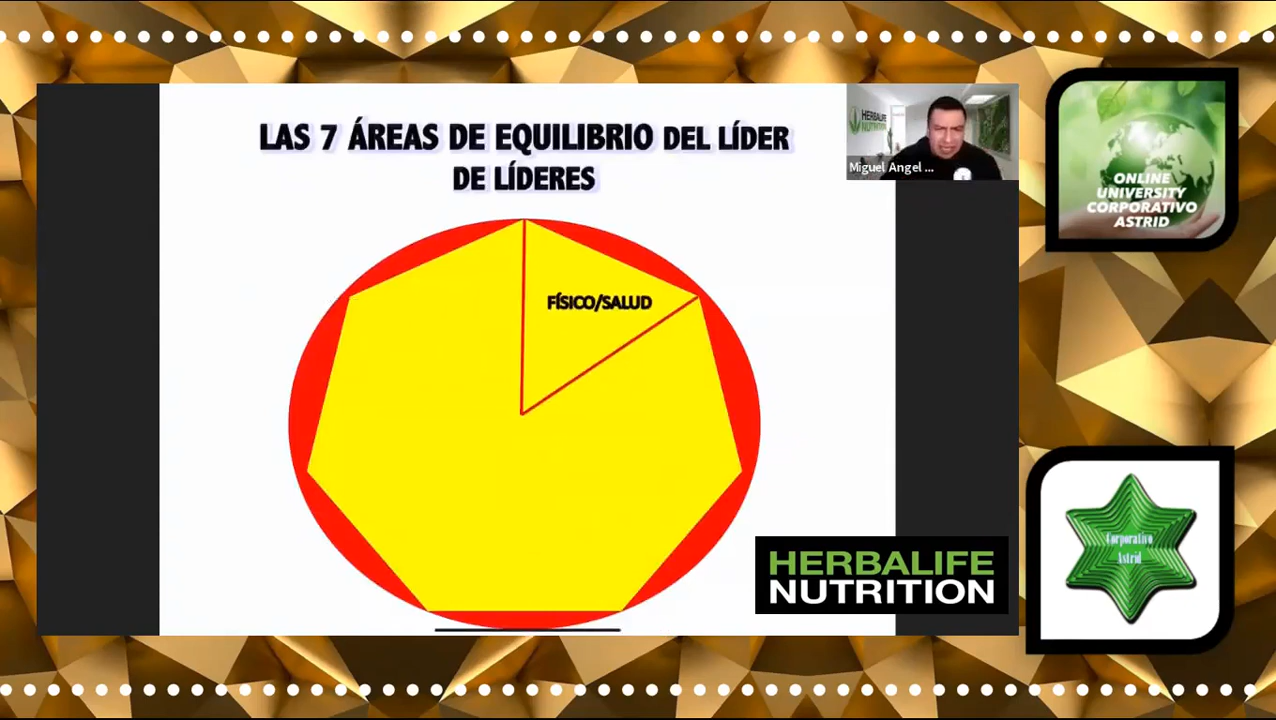 LAS 7 ÁREAS DE EQUILIBRIO DEL LÍDER
DE LÍDERES
FÍSICO/SALUD
HERBALIFE
NUTRITION
Miguel Angel ...
ONLINE
UNIVERSITY
CORPORATIVO
ASTRID
Corporativo
Astrid
HERBALIFE
NUTRITION